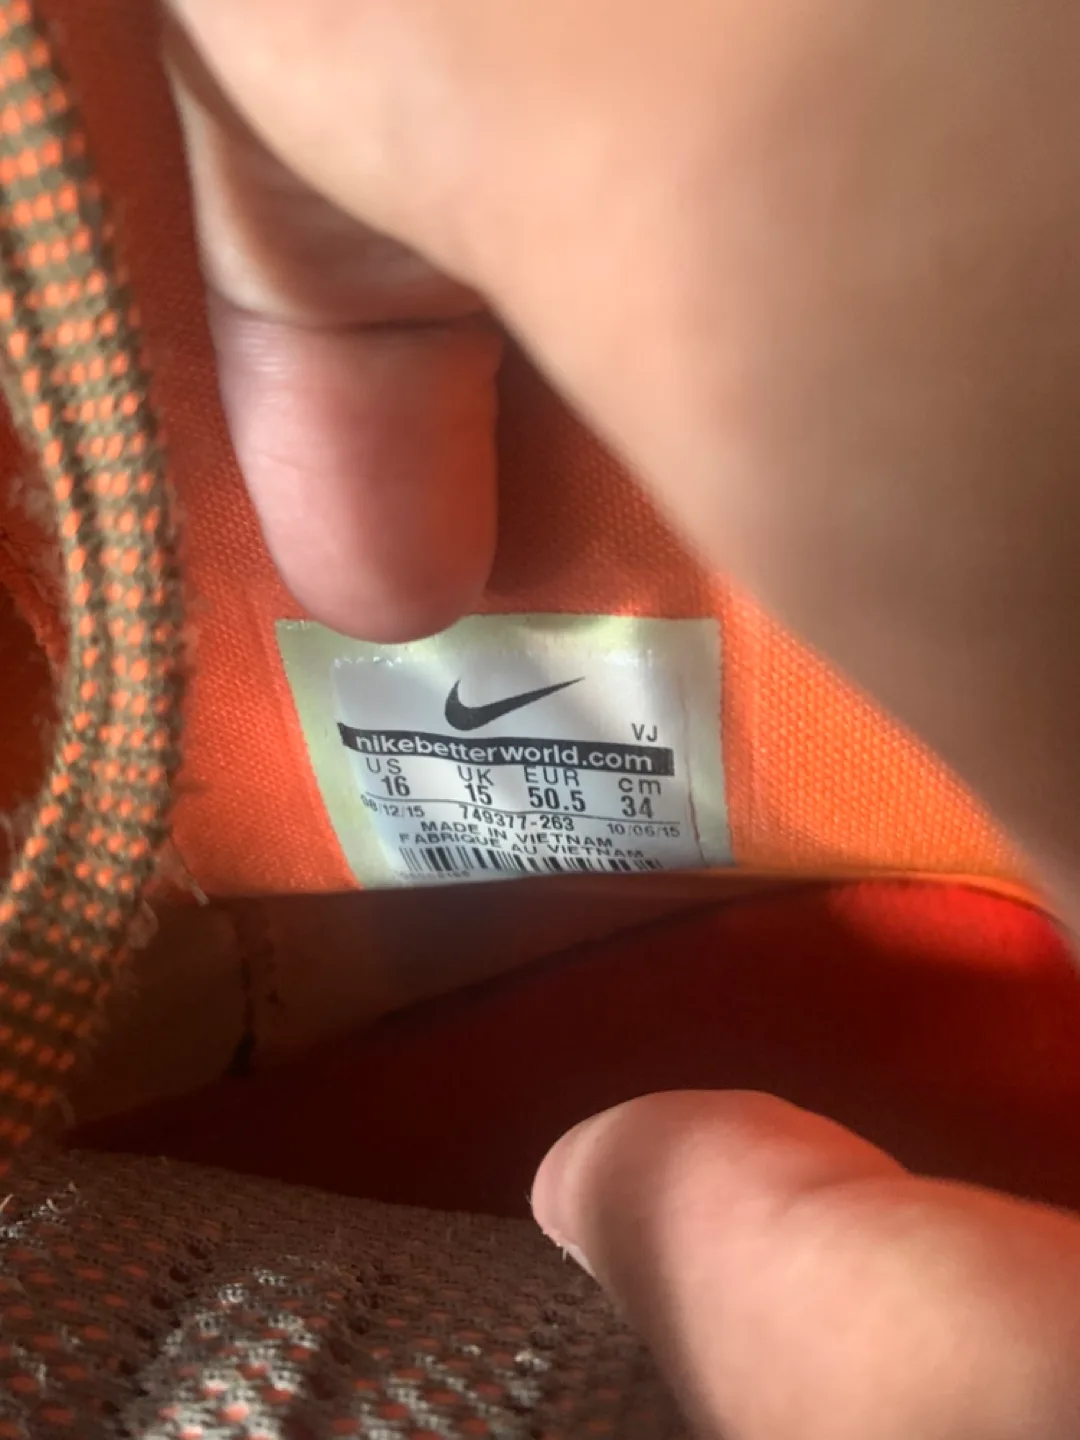 VJ
nikebetterworld.com
US UK EUR cm
16 15 50.5 34
08/12/15 749377-263 10/06/15
MADE IN VIETNAM
FABRIQUE AU VIETNAM